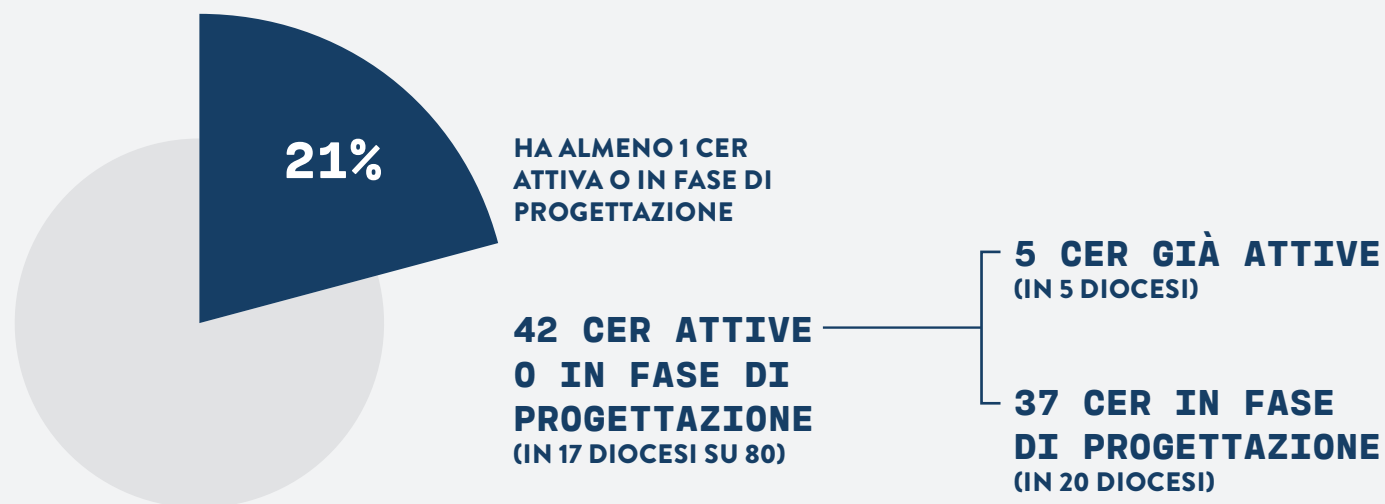 21%
HA ALMENO 1 CER
ATTIVA O IN FASE DI
PROGETTAZIONE
42 CER ATTIVE
O IN FASE DI
PROGETTAZIONE
(IN 17 DIOCESI SU 80)
5 CER GIÀ ATTIVE
(IN 5 DIOCESI)
37 CER IN FASE
DI PROGETTAZIONE
(IN 20 DIOCESI)